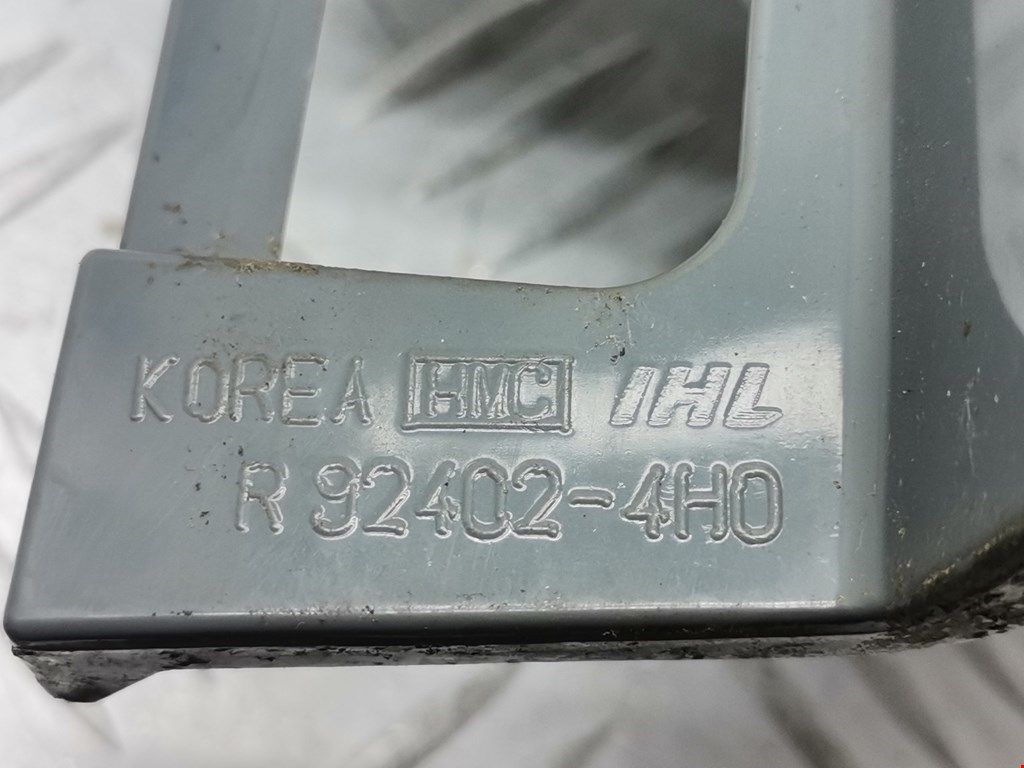 KOREA HMC IHL
R 92402-4H0